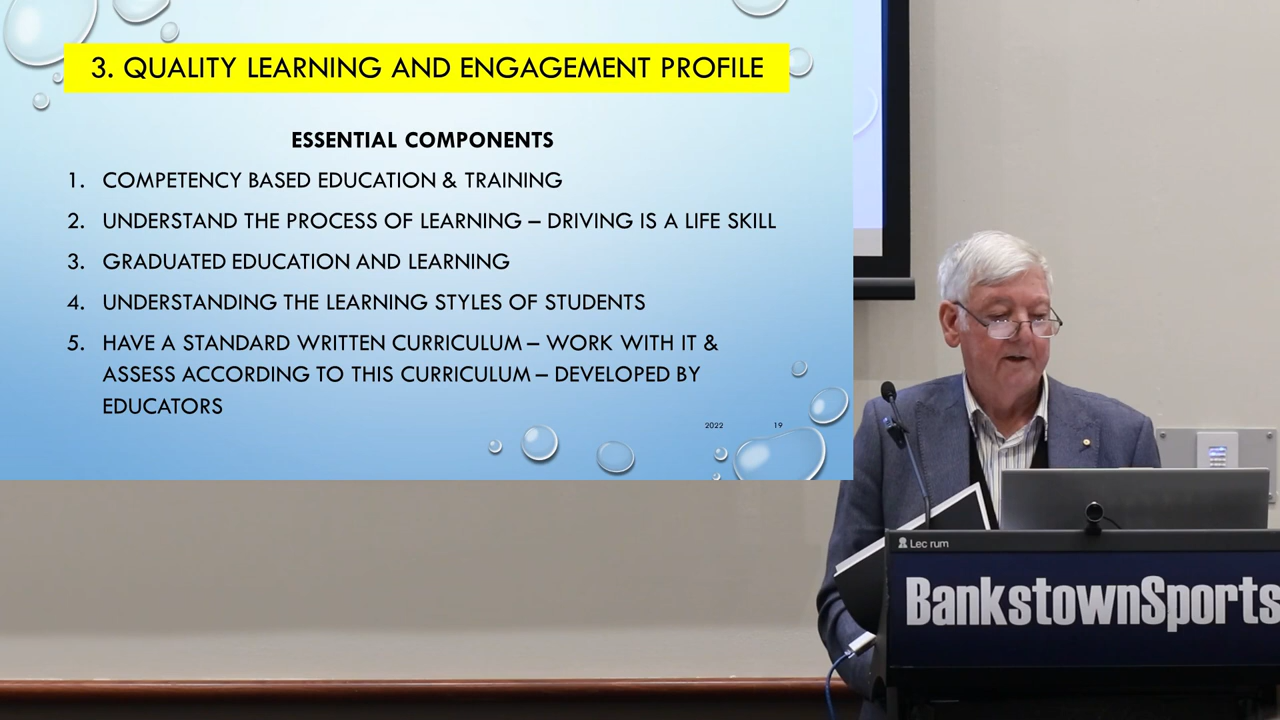 3. QUALITY LEARNING AND ENGAGEMENT PROFILE
ESSENTIAL COMPONENTS
1. COMPETENCY BASED EDUCATION & TRAINING
2. UNDERSTAND THE PROCESS OF LEARNING – DRIVING IS A LIFE SKILL
3. GRADUATED EDUCATION AND LEARNING
4. UNDERSTANDING THE LEARNING STYLES OF STUDENTS
5. HAVE A STANDARD WRITTEN CURRICULUM – WORK WITH IT &
ASSESS ACCORDING TO THIS CURRICULUM – DEVELOPED BY
EDUCATORS
2022 19
Lec rum
BankstownSports